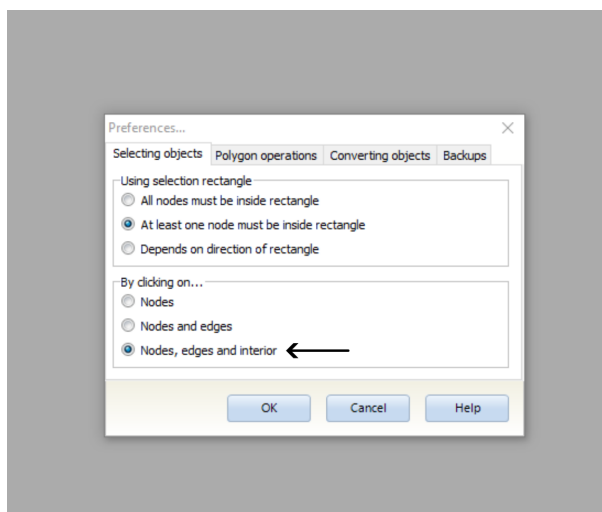 Preferences...
Selecting objects Polygon operations Converting objects Backups
Using selection rectangle
All nodes must be inside rectangle
At least one node must be inside rectangle
Depends on direction of rectangle
By clicking on...
Nodes
Nodes and edges
Nodes, edges and interior
OK Cancel Help